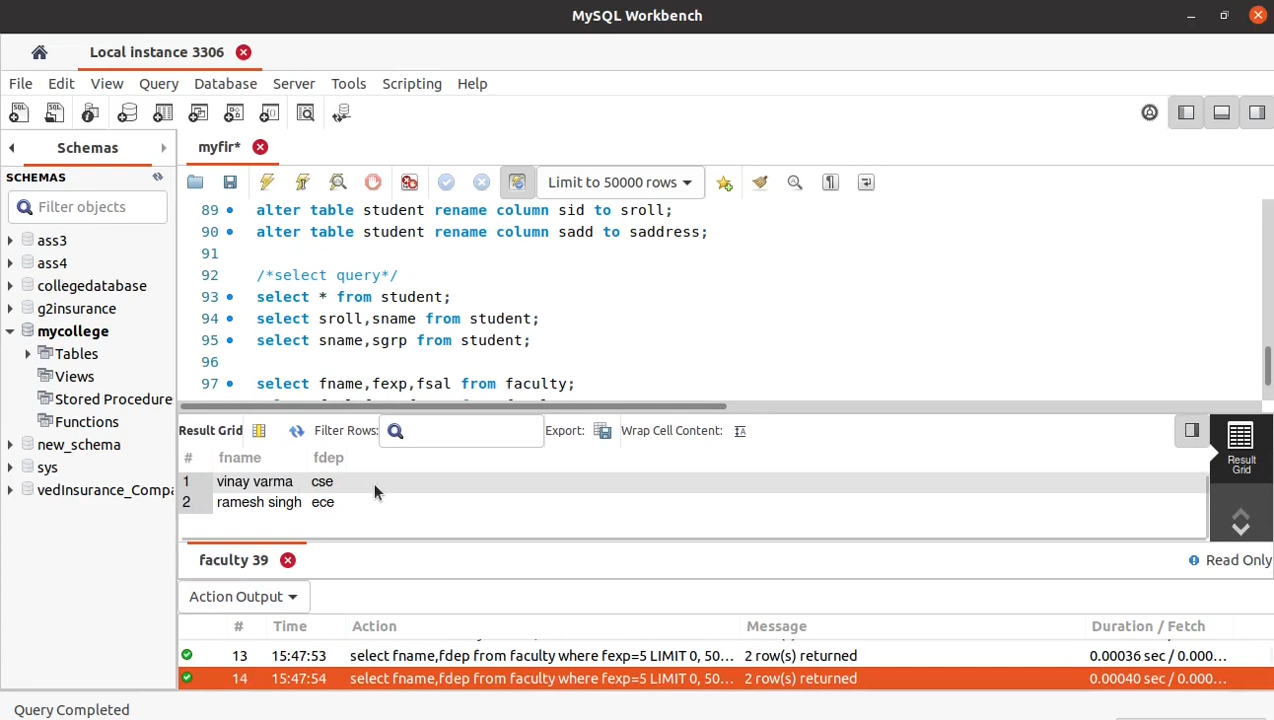 MySQL Workbench
Local instance 3306
File Edit View Query Database Server Tools Scripting Help
Schemas
myfir*
SCHEMAS
Limit to 50000 rows
Filter objects
89 alter table student rename column sid to sroll;
90 alter table student rename column sadd to saddress;
91
92 /*select query*/
93 select * from student;
94 select sroll,sname from student;
95 select sname,sgrp from student;
96
97 select fname,fexp,fsal from faculty;
ass3
ass4
collegedatabase
g2insurance
mycollege
Tables
Views
Stored Procedure
Functions
new_schema
sys
vedInsurance_Compa
Result Grid Filter Rows: Export: Wrap Cell Content:
# fname fdep
1 vinay varma cse
2 ramesh singh ece
Result
Grid
faculty 39
Read Only
Action Output
# Time Action Message Duration / Fetch
13 15:47:53 select fname,fdep from faculty where fexp=5 LIMIT 0, 50... 2 row(s) returned 0.00036 sec / 0.000...
14 15:47:54 select fname,fdep from faculty where fexp=5 LIMIT 0, 50... 2 row(s) returned 0.00040 sec / 0.000...
Query Completed